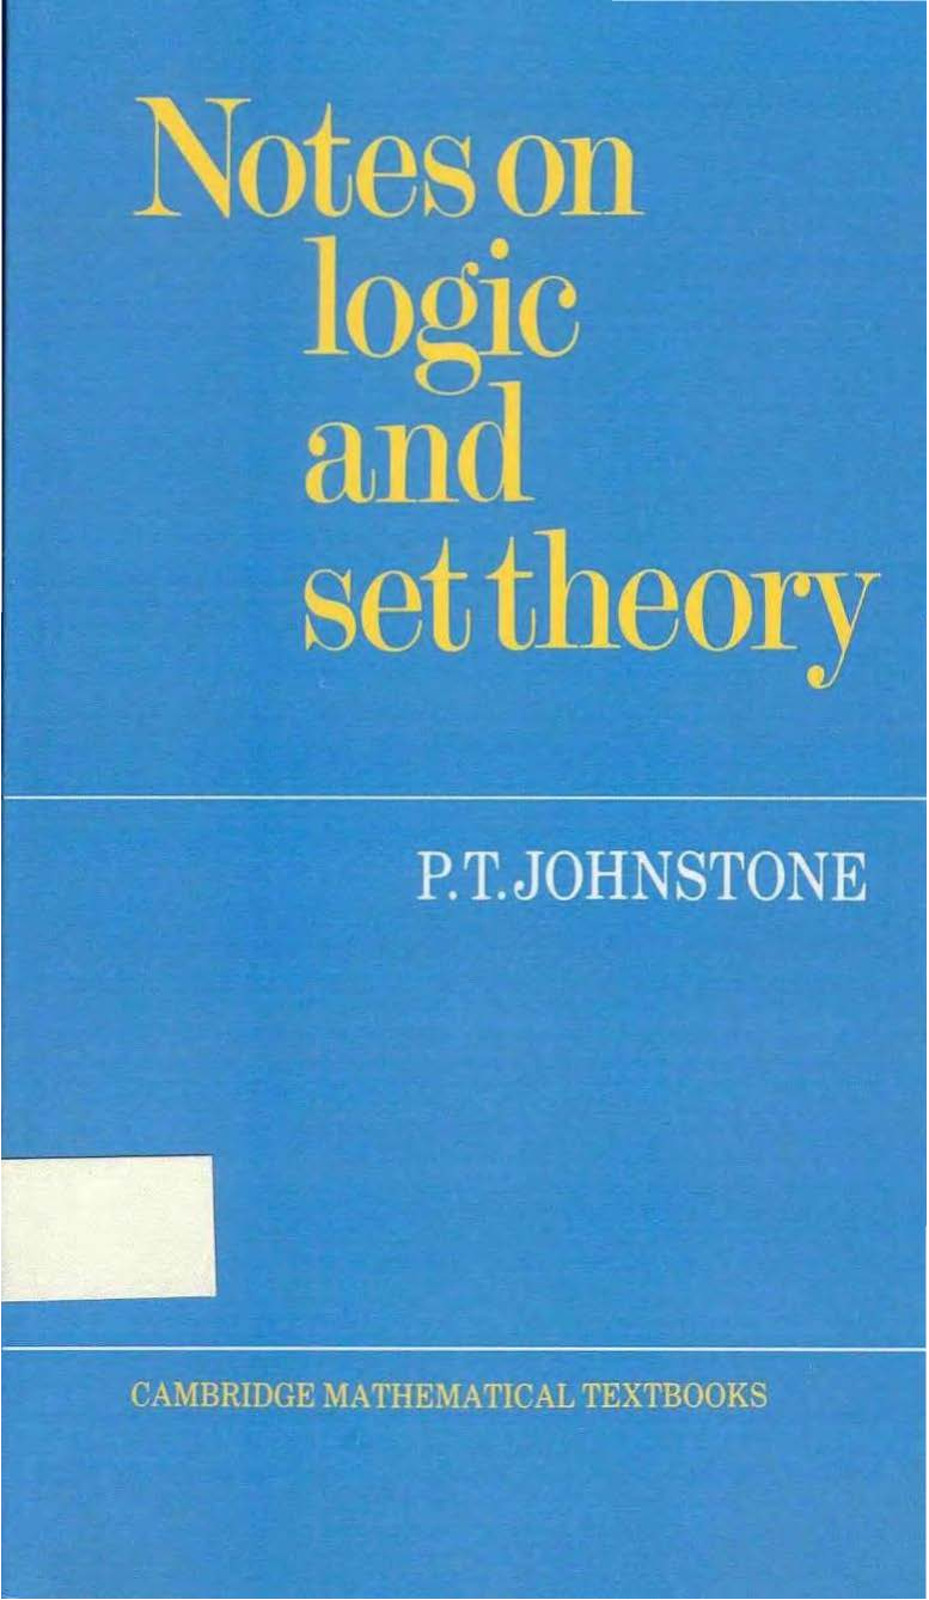 Notes on
logic
and
set theory
P.T.JOHNSTONE
CAMBRIDGE MATHEMATICAL TEXTBOOKS